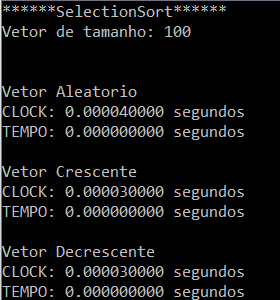 ******SelectionSort******
Vetor de tamanho: 100
Vetor Aleatorio
CLOCK: 0.000040000 segundos
TEMPO: 0.000000000 segundos
Vetor Crescente
CLOCK: 0.000030000 segundos
TEMPO: 0.000000000 segundos
Vetor Decrescente
CLOCK: 0.000030000 segundos
TEMPO: 0.000000000 segundos